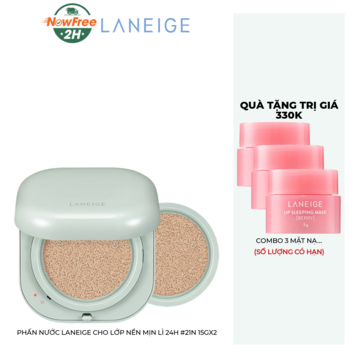 NowFree
2H
LANEIGE
QUÀ TẶNG TRỊ GIÁ
330K
LANEIGE
LIP SLEEPING MASK
COMBO 3 MẶT NẠ...
(SỐ LƯỢNG CÓ HẠN)
LANEIGE
PHẤN NƯỚC LANEIGE CHO LỚP NỀN MỊN LÌ 24H #21N 15GX2